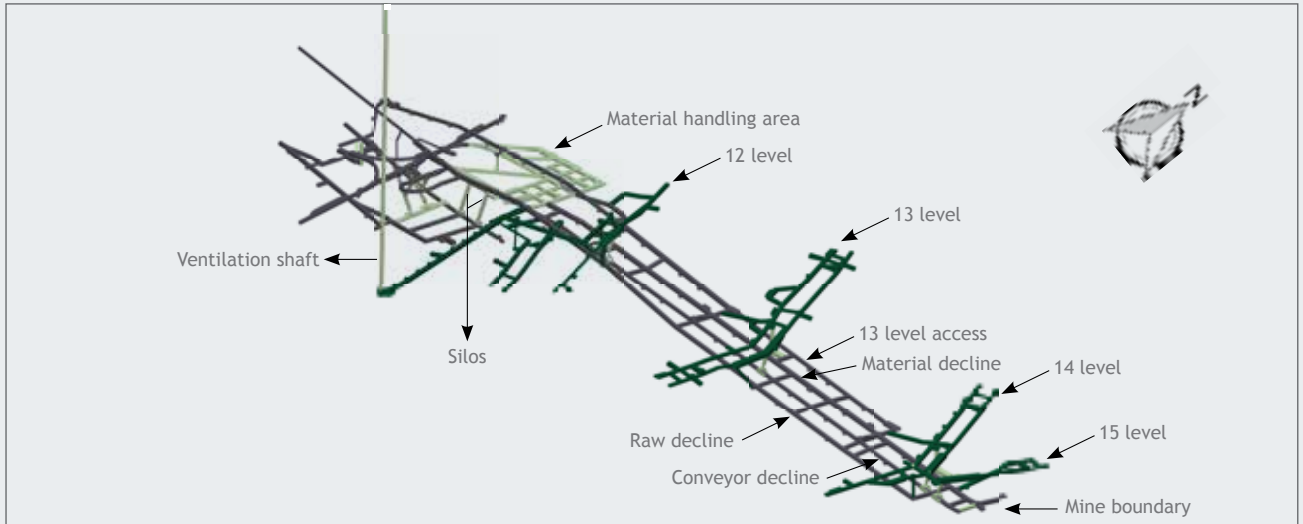 Material handling area
12 level
13 level
Ventilation shaft
Silos
13 level access
Material decline
14 level
Raw decline
15 level
Conveyor decline
Mine boundary
N